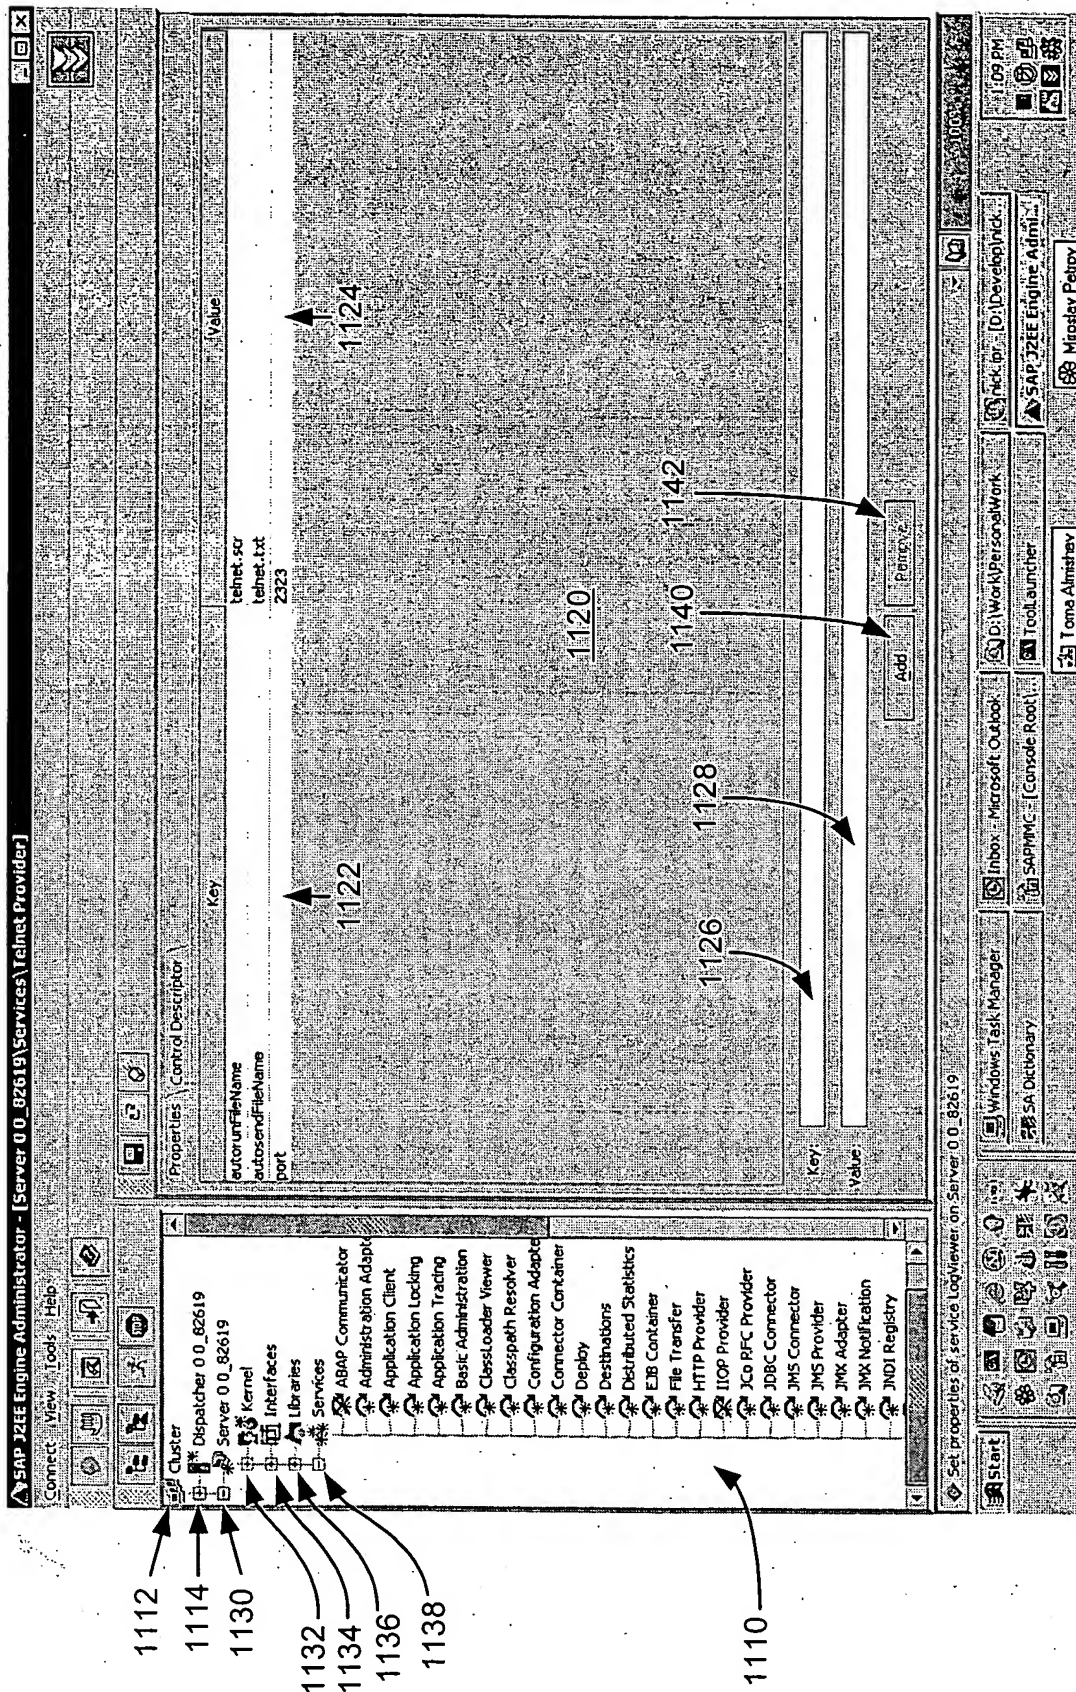 SAP J2EE Engine Administrator - [Server 0 0_82619\Services\Telnet Provider]
Connect View Tools Help
Cluster
Dispatcher 0 0_82619
Server 0 0_82619
Kernel
Interfaces
Libraries
Services
ABAP Communicator
Administration Adapte
Application Client
Application Locking
Application Tracing
Basic Administration
ClassLoader Viewer
Classpath Resolver
Configuration Adapte
Connector Container
Deploy
Destinations
Distributed Statistics
EJB Container
File Transfer
HTTP Provider
IIOP Provider
JCo RFC Provider
JDBC Connector
JMS Connector
JMS Provider
JMX Adapter
JMX Notification
JNDI Registry
Properties \ Control Descriptor \
Key Value
autorunFileName telnet.scr
autosendFileName telnet.txt
port 2323
Key:
Value:
Add Remove
Set properties of service LogViewer on Server 0 0_82619
100%
Start
Windows Task Manager
Inbox - Microsoft Outlook
D:\Work\PersonalWork
nick.ipr - [D:\Develop\nick...
SA Dictionary
SAPMMC - [Console Root\...
ToolLauncher
SAP J2EE Engine Admi...
Toma Almishev
Miroslav Petrov
1:09 PM
1112
1114
1130
1132
1134
1136
1138
1110
1122
1124
1120
1126
1128
1140
1142